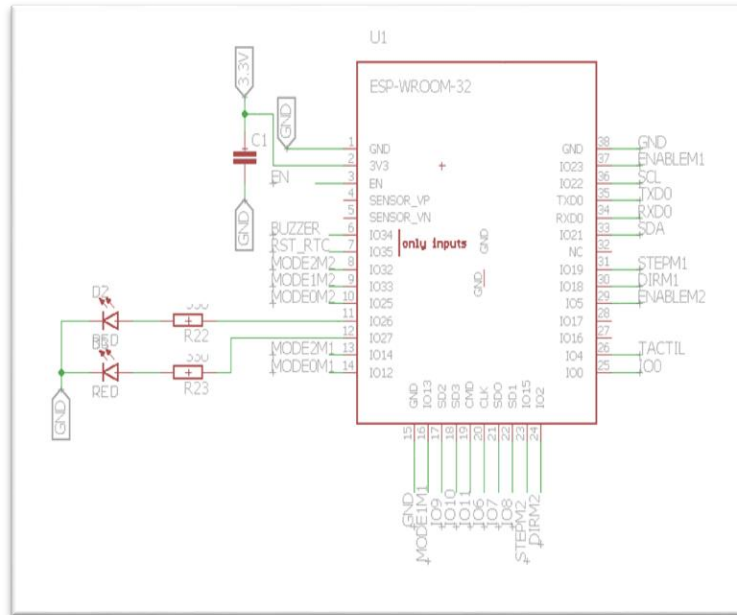 U1
ESP-WROOM-32
3.3V
GND
C1
GND
EN
1 GND
2 3V3
3 EN
4 SENSOR_VP
5 SENSOR_VN
BUZZER 6 IO34
RST_RTC 7 IO35
only inputs
MODE2M2 8 IO32
MODE1M2 9 IO33
MODE0M2 10 IO25
11 IO26
12 IO27
MODE2M1 13 IO14
MODE0M1 14 IO12
D2
RED
330
R22
RED
330
R23
GND
GND
GND
GND 38 GND
IO23 37 ENABLEM1
IO22 36 SCL
TXD0 35 TXD0
RXD0 34 RXD0
IO21 33 SDA
NC 32
IO19 31 STEPM1
IO18 30 DIRM1
IO5 29 ENABLEM2
IO17 28
IO16 27
IO4 26 TACTIL
IO0 25 IO0
GND 15 GND
IO13 16 MODE1M1
SD2 17 IO9
SD3 18 IO10
CMD 19 IO11
CLK 20 IO6
SDO 21 IO7
SD1 22 IO8
IO15 23 STEPM2
IO2 24 DIRM2